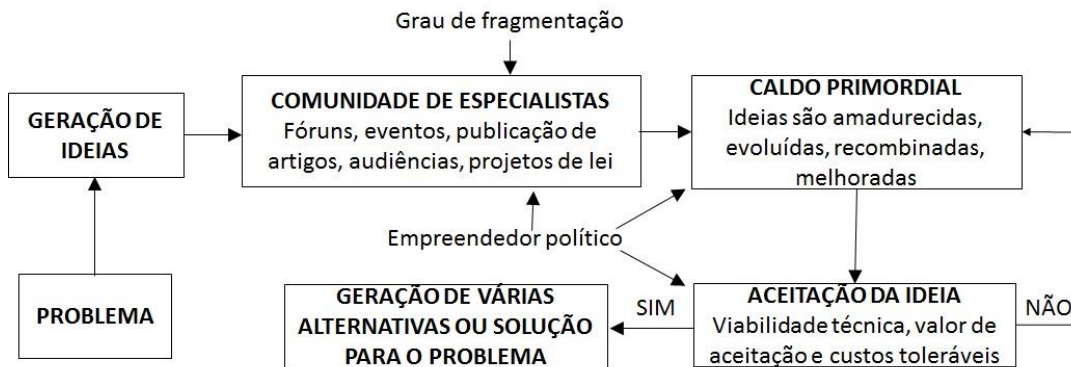 Grau de fragmentação
GERAÇÃO DE
IDEIAS
COMUNIDADE DE ESPECIALISTAS
Fóruns, eventos, publicação de
artigos, audiências, projetos de lei
CALDO PRIMORDIAL
Ideias são amadurecidas,
evoluídas, recombinadas,
melhoradas
Empreendedor político
PROBLEMA
GERAÇÃO DE VÁRIAS
ALTERNATIVAS OU SOLUÇÃO
PARA O PROBLEMA
SIM
ACEITAÇÃO DA IDEIA
Viabilidade técnica, valor de
aceitação e custos toleráveis
NÃO